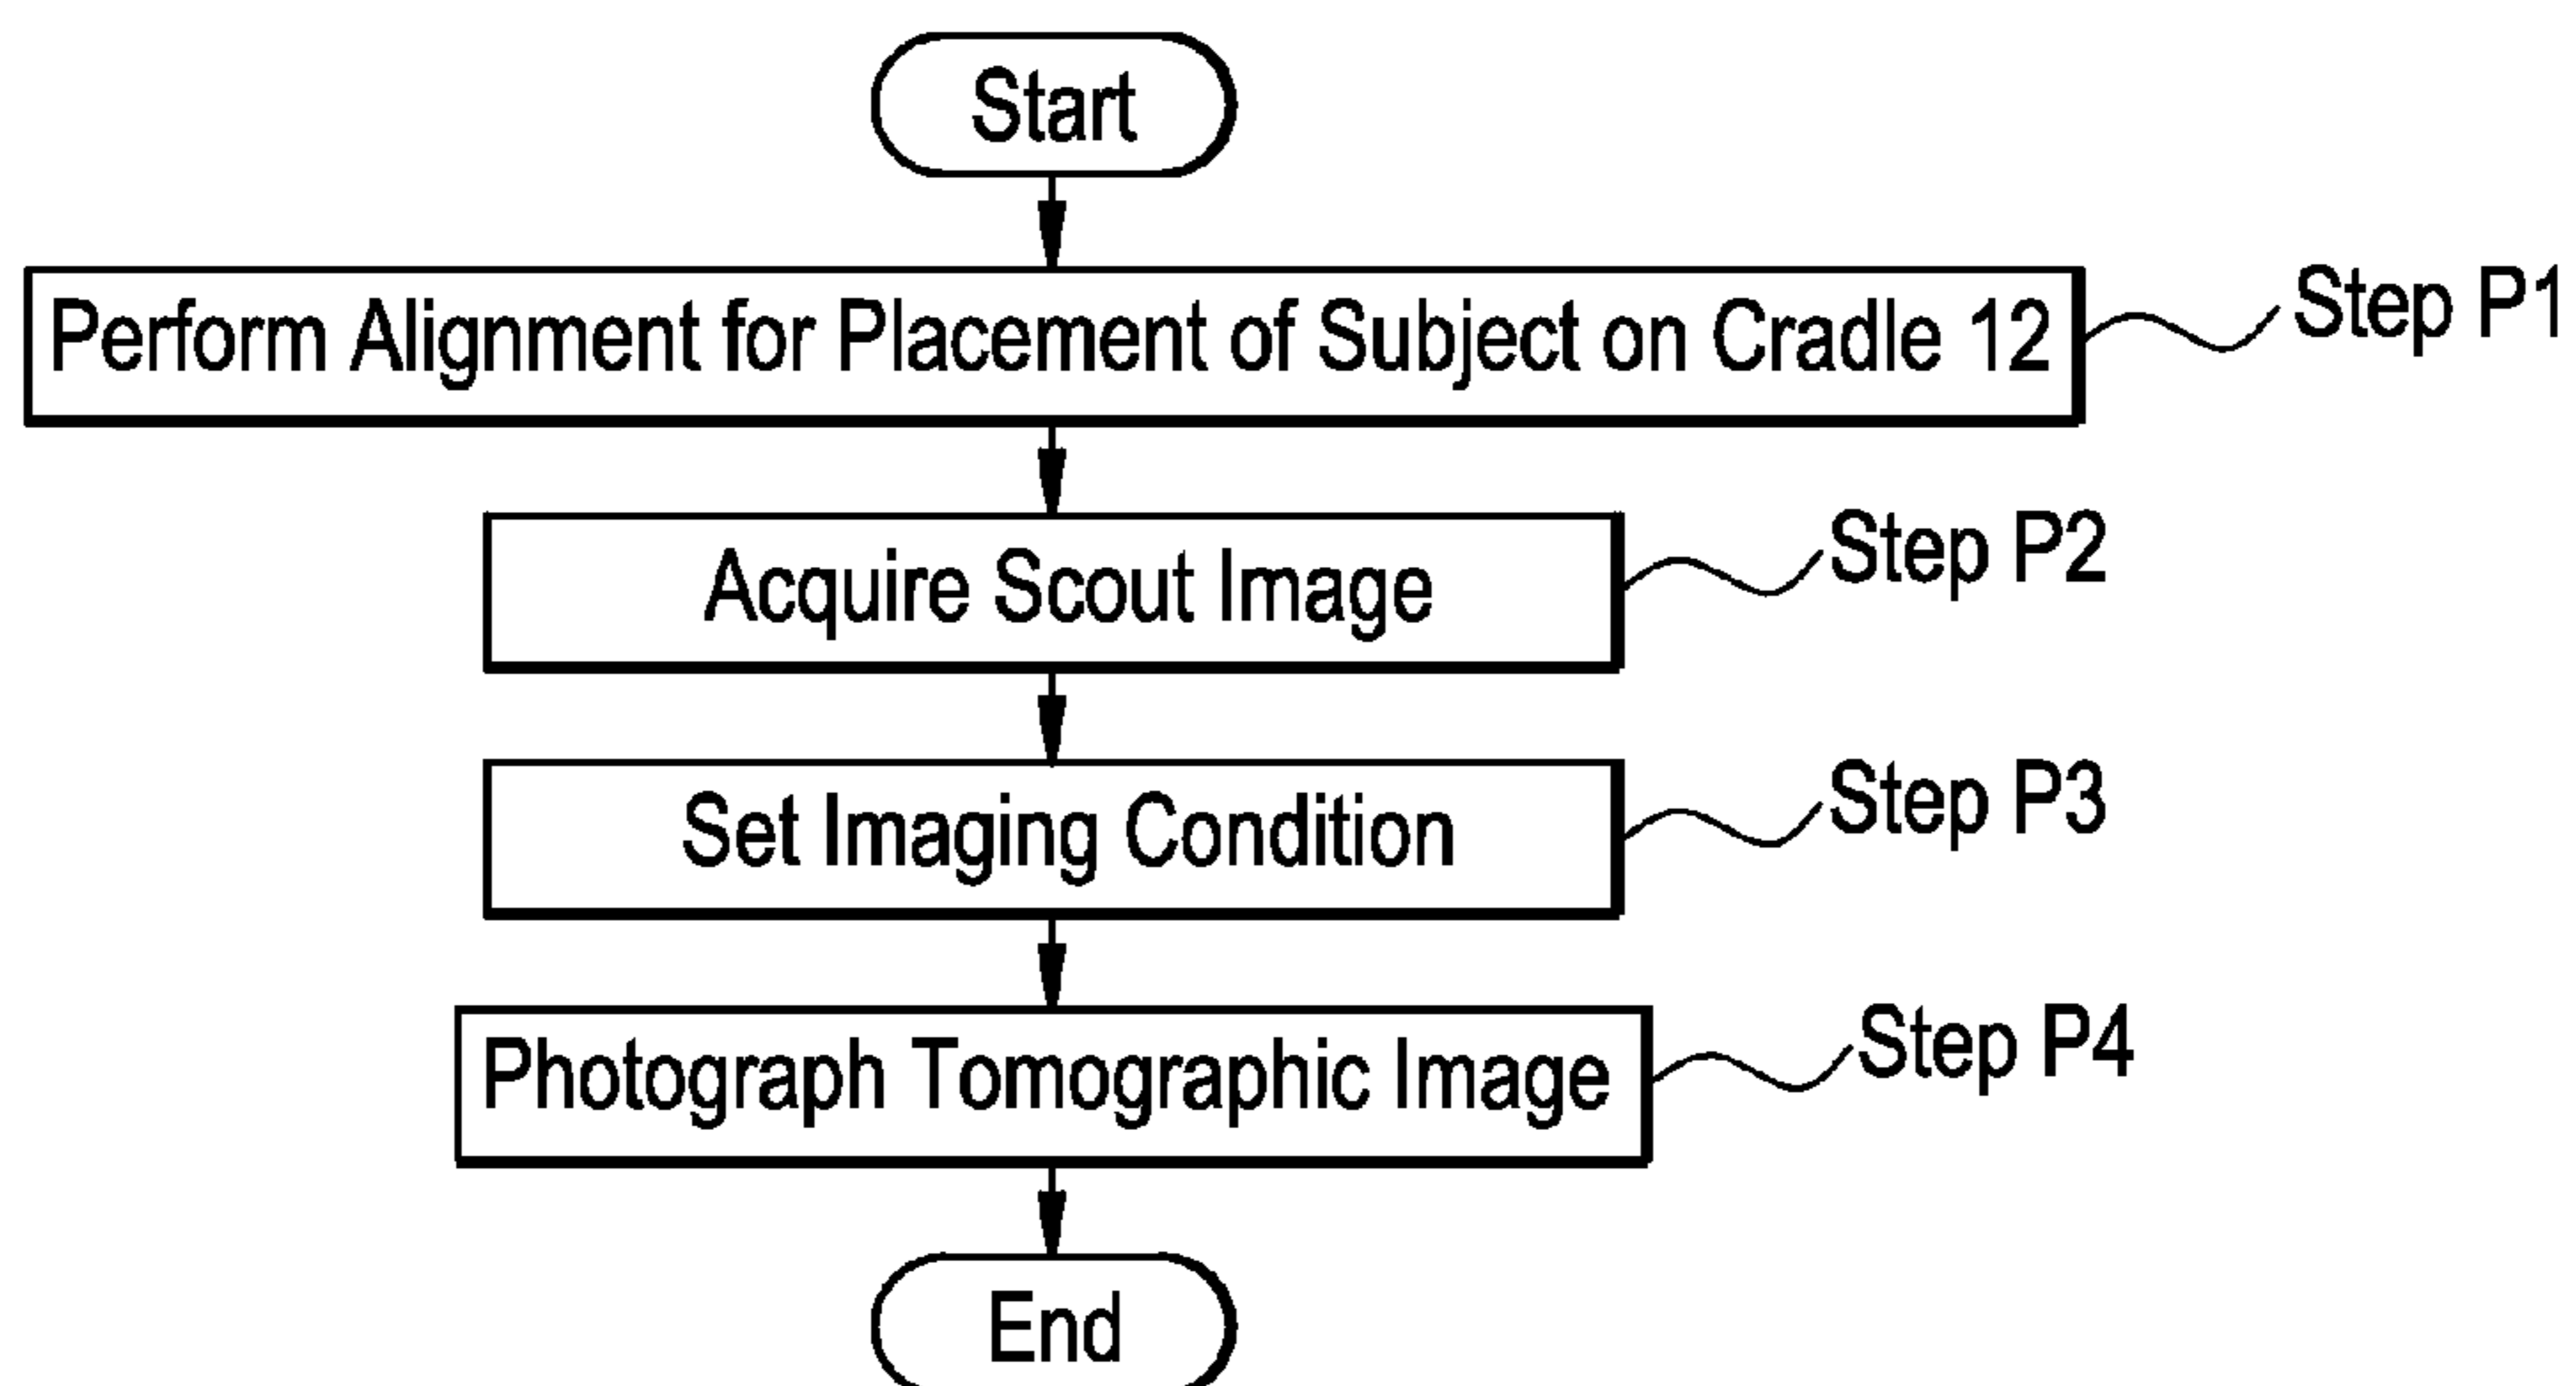 Start
Perform Alignment for Placement of Subject on Cradle 12
Step P1
Acquire Scout Image
Step P2
Set Imaging Condition
Step P3
Photograph Tomographic Image
Step P4
End